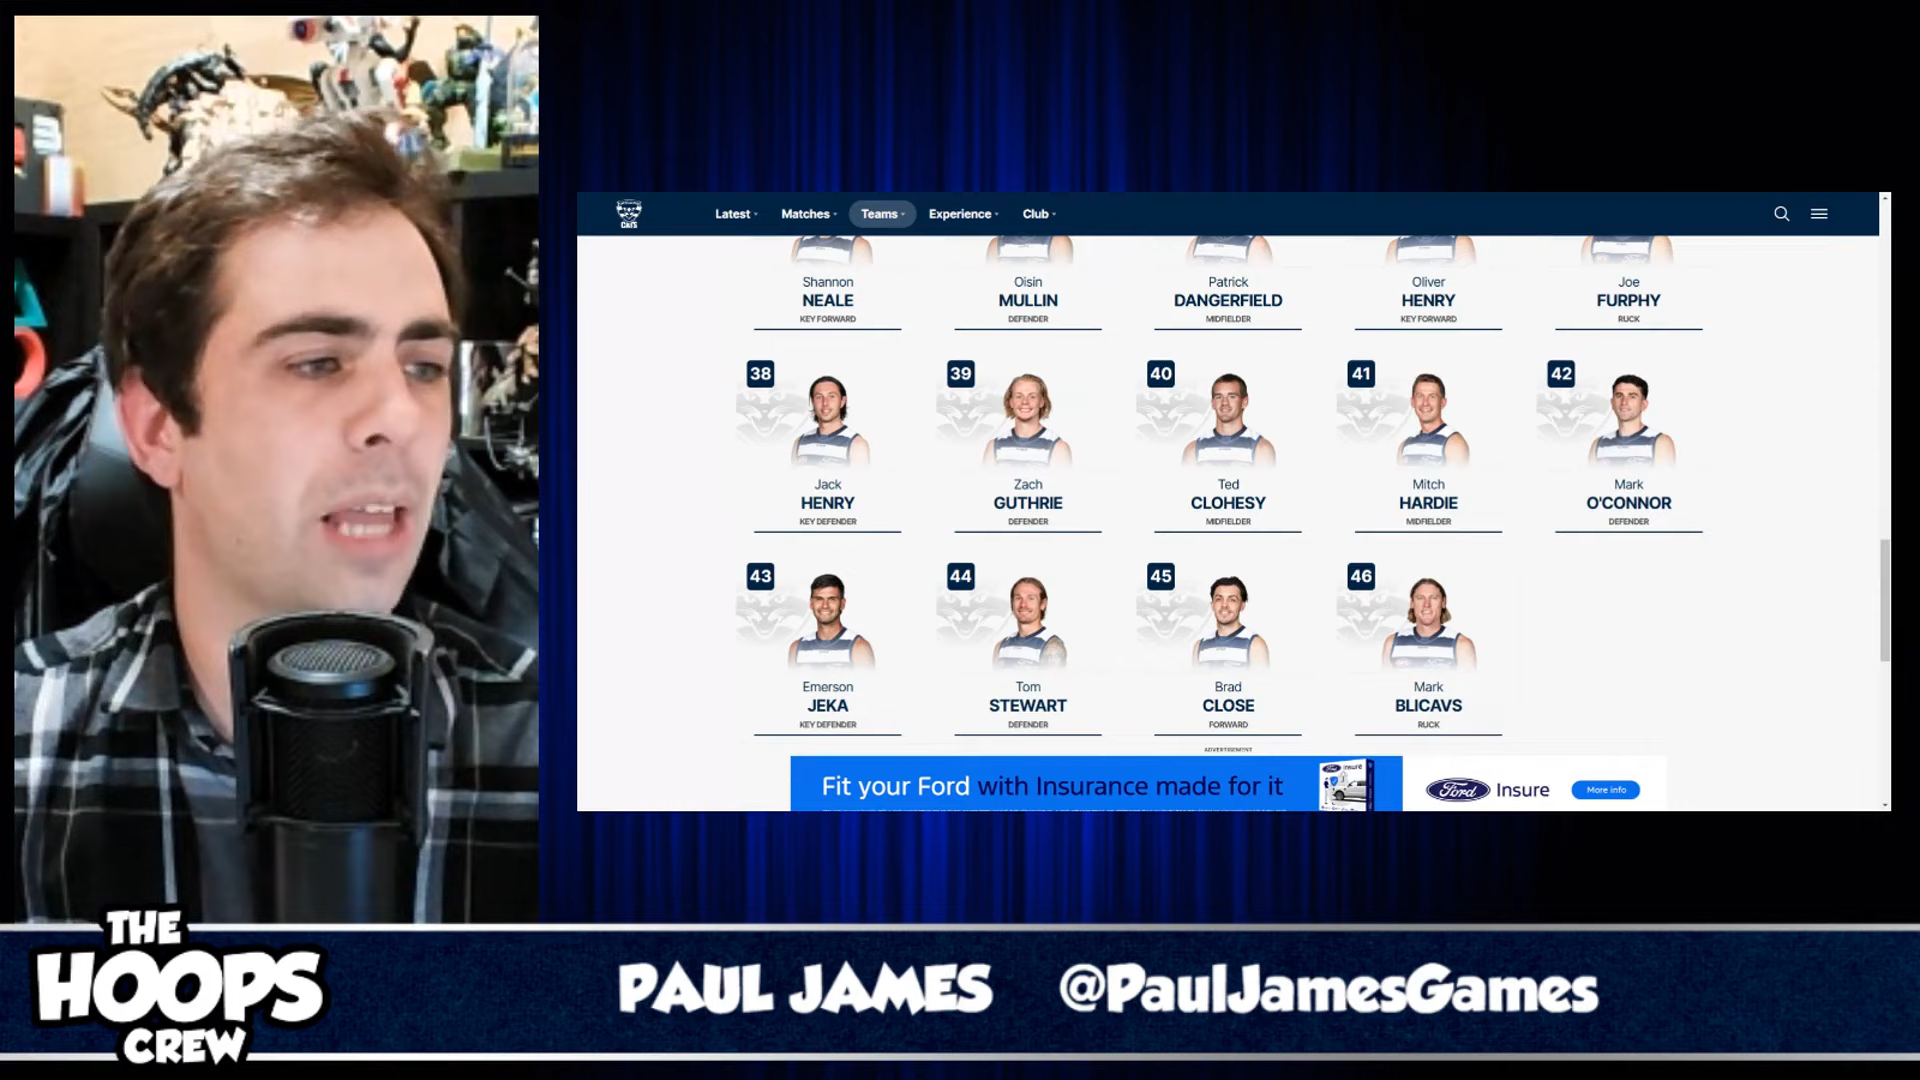 CATS
Latest
Matches
Teams
Experience
Club
Shannon
NEALE
KEY FORWARD
Oisin
MULLIN
DEFENDER
Patrick
DANGERFIELD
MIDFIELDER
Oliver
HENRY
KEY FORWARD
Joe
FURPHY
RUCK
38
Jack
HENRY
KEY DEFENDER
39
Zach
GUTHRIE
DEFENDER
40
Ted
CLOHESY
MIDFIELDER
41
Mitch
HARDIE
MIDFIELDER
42
Mark
O'CONNOR
DEFENDER
43
Emerson
JEKA
KEY DEFENDER
44
Tom
STEWART
DEFENDER
45
Brad
CLOSE
FORWARD
46
Mark
BLICAVS
RUCK
ADVERTISEMENT
Fit your Ford with Insurance made for it
Ford Insure
More info
THE
HOOPS
CREW
PAUL JAMES
@PaulJamesGames